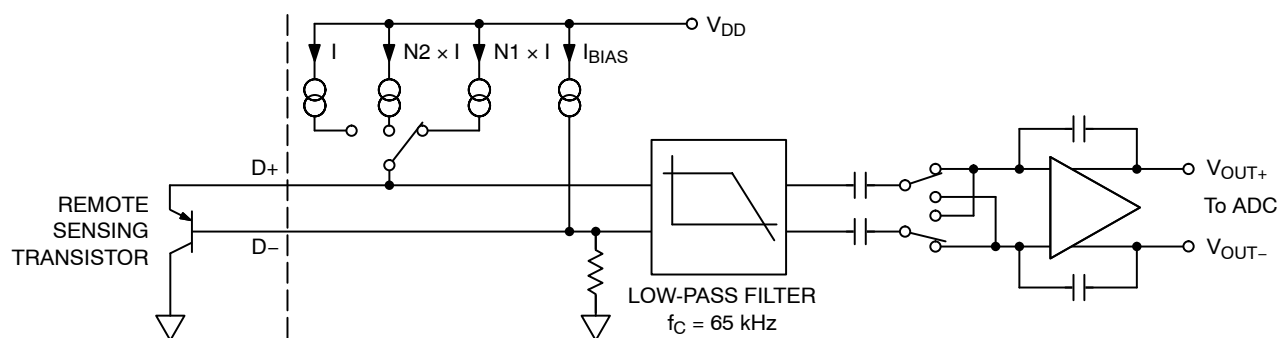 V_DD
I
N2 × I
N1 × I
I_BIAS
D+
REMOTE
SENSING
TRANSISTOR
D−
LOW-PASS FILTER
f_C = 65 kHz
V_OUT+
To ADC
V_OUT−